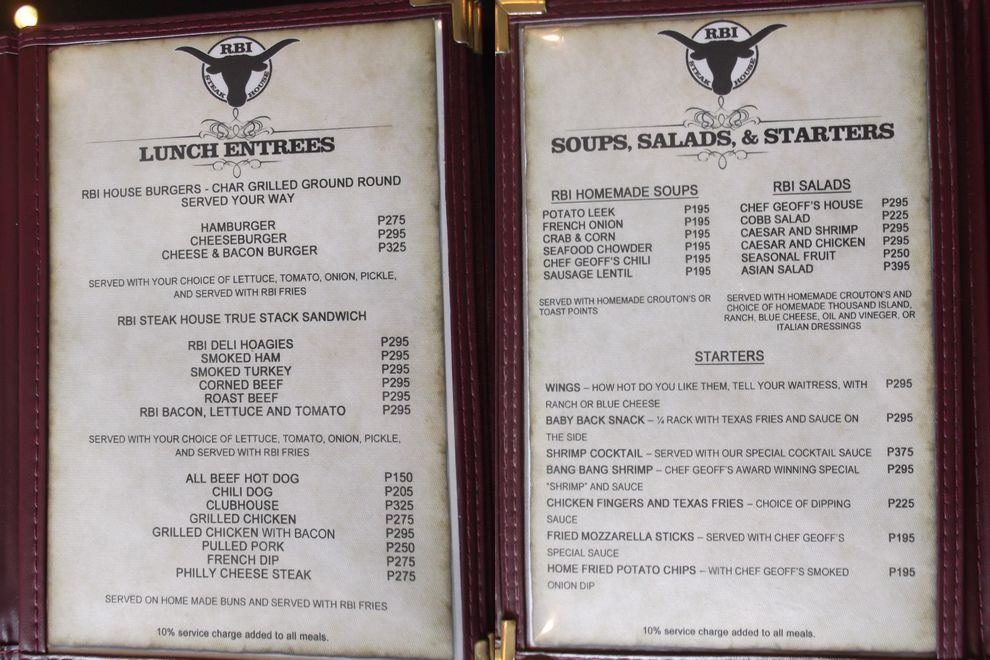 RBI
STEAK HOUSE
LUNCH ENTREES
RBI HOUSE BURGERS - CHAR GRILLED GROUND ROUND
SERVED YOUR WAY
HAMBURGER P275
CHEESEBURGER P295
CHEESE & BACON BURGER P325
SERVED WITH YOUR CHOICE OF LETTUCE, TOMATO, ONION, PICKLE,
AND SERVED WITH RBI FRIES
RBI STEAK HOUSE TRUE STACK SANDWICH
RBI DELI HOAGIES P295
SMOKED HAM P295
SMOKED TURKEY P295
CORNED BEEF P295
ROAST BEEF P295
RBI BACON, LETTUCE AND TOMATO P295
SERVED WITH YOUR CHOICE OF LETTUCE, TOMATO, ONION, PICKLE,
AND SERVED WITH RBI FRIES
ALL BEEF HOT DOG P150
CHILI DOG P205
CLUBHOUSE P325
GRILLED CHICKEN P275
GRILLED CHICKEN WITH BACON P295
PULLED PORK P250
FRENCH DIP P275
PHILLY CHEESE STEAK P275
SERVED ON HOME MADE BUNS AND SERVED WITH RBI FRIES
10% service charge added to all meals.
RBI
STEAK HOUSE
SOUPS, SALADS, & STARTERS
RBI HOMEMADE SOUPS
POTATO LEEK P195
FRENCH ONION P195
CRAB & CORN P195
SEAFOOD CHOWDER P195
CHEF GEOFF'S CHILI P195
SAUSAGE LENTIL P195
SERVED WITH HOMEMADE CROUTON'S OR
TOAST POINTS
RBI SALADS
CHEF GEOFF'S HOUSE P295
COBB SALAD P225
CAESAR AND SHRIMP P295
CAESAR AND CHICKEN P295
SEASONAL FRUIT P250
ASIAN SALAD P395
SERVED WITH HOMEMADE CROUTON'S AND
CHOICE OF HOMEMADE THOUSAND ISLAND,
RANCH, BLUE CHEESE, OIL AND VINEGER, OR
ITALIAN DRESSINGS
STARTERS
WINGS – HOW HOT DO YOU LIKE THEM, TELL YOUR WAITRESS, WITH P295
RANCH OR BLUE CHEESE
BABY BACK SNACK – ¼ RACK WITH TEXAS FRIES AND SAUCE ON P295
THE SIDE
SHRIMP COCKTAIL – SERVED WITH OUR SPECIAL COCKTAIL SAUCE P375
BANG BANG SHRIMP – CHEF GEOFF'S AWARD WINNING SPECIAL P295
"SHRIMP" AND SAUCE
CHICKEN FINGERS AND TEXAS FRIES – CHOICE OF DIPPING P225
SAUCE
FRIED MOZZARELLA STICKS – SERVED WITH CHEF GEOFF'S P195
SPECIAL SAUCE
HOME FRIED POTATO CHIPS – WITH CHEF GEOFF'S SMOKED P195
ONION DIP
10% service charge added to all meals.